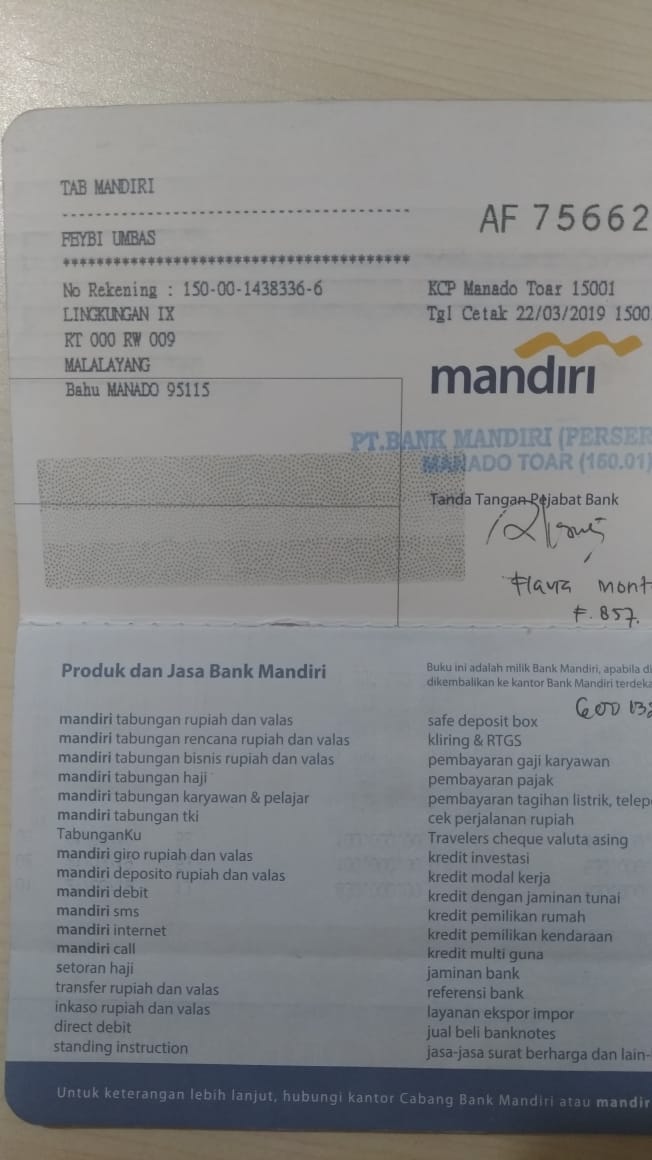 TAB MANDIRI
AF 75662
FEYBI UMBAS
No Rekening : 150-00-1438336-6
LINGKUNGAN IX
RT 000 RW 009
MALALAYANG
Bahu MANADO 95115
KCP Manado Toar 15001
Tgl Cetak 22/03/2019 1500
mandırı
PT.BANK MANDIRI (PERSER
MANADO TOAR (150.01)
Tanda Tangan Pejabat Bank
F. 857.
Produk dan Jasa Bank Mandiri
mandiri tabungan rupiah dan valas
mandiri tabungan rencana rupiah dan valas
mandiri tabungan bisnis rupiah dan valas
mandiri tabungan haji
mandiri tabungan karyawan & pelajar
mandiri tabungan tki
TabunganKu
mandiri giro rupiah dan valas
mandiri deposito rupiah dan valas
mandiri debit
mandiri sms
mandiri internet
mandiri call
setoran haji
transfer rupiah dan valas
inkaso rupiah dan valas
direct debit
standing instruction
Buku ini adalah milik Bank Mandiri, apabila di
dikembalikan ke kantor Bank Mandiri terdeka
safe deposit box
kliring & RTGS
pembayaran gaji karyawan
pembayaran pajak
pembayaran tagihan listrik, telep
cek perjalanan rupiah
Travelers cheque valuta asing
kredit investasi
kredit modal kerja
kredit dengan jaminan tunai
kredit pemilikan rumah
kredit pemilikan kendaraan
kredit multi guna
jaminan bank
referensi bank
layanan ekspor impor
jual beli banknotes
jasa-jasa surat berharga dan lain-
Untuk keterangan lebih lanjut, hubungi kantor Cabang Bank Mandiri atau mandir